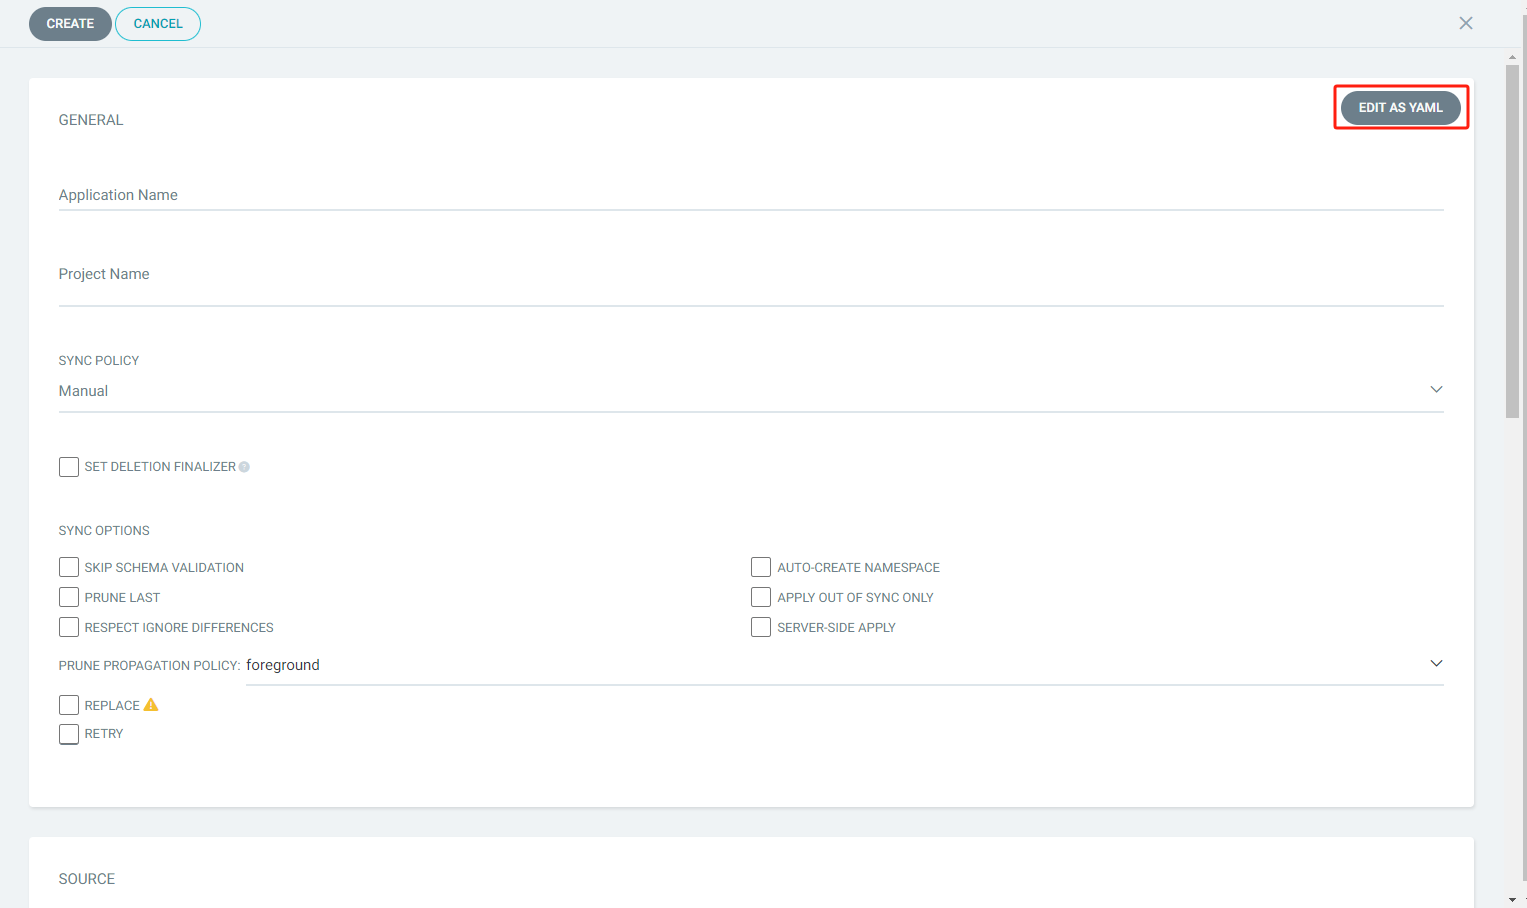 CREATE CANCEL
EDIT AS YAML
GENERAL
Application Name
Project Name
SYNC POLICY
Manual
SET DELETION FINALIZER ?
SYNC OPTIONS
SKIP SCHEMA VALIDATION AUTO-CREATE NAMESPACE
PRUNE LAST APPLY OUT OF SYNC ONLY
RESPECT IGNORE DIFFERENCES SERVER-SIDE APPLY
PRUNE PROPAGATION POLICY: foreground
REPLACE
RETRY
SOURCE